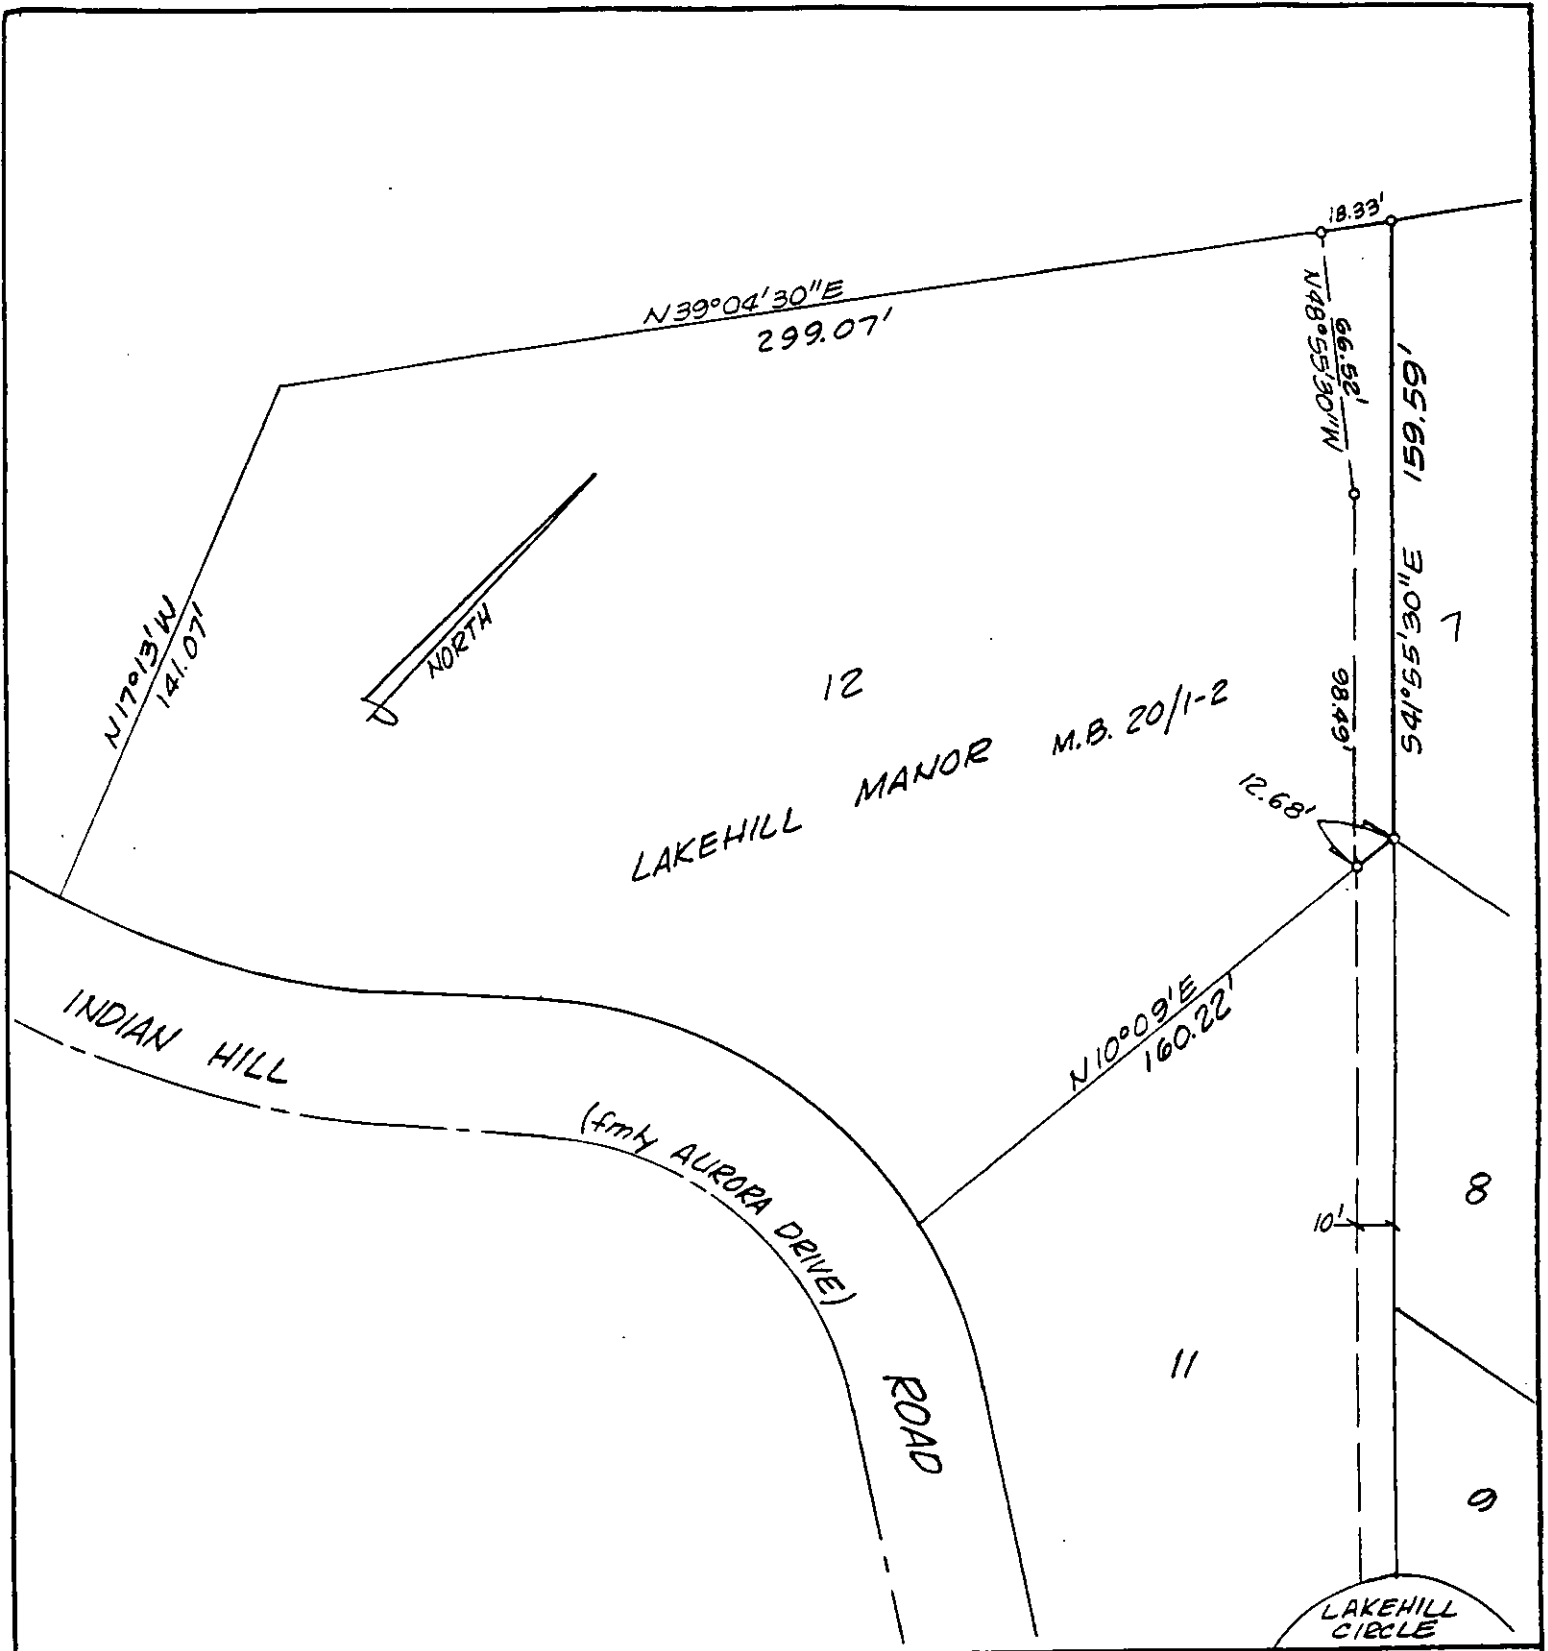 18.33'
N39°04'30"E
299.07'
66.52'
N48°55'30"W
159.59'
S41°55'30"E
7
N17°13'W
141.07'
NORTH
12
98.49'
LAKEHILL MANOR M.B. 20/1-2
12.68'
N10°09'E
160.22'
INDIAN HILL
(fmly AURORA DRIVE)
ROAD
8
10'
11
9
LAKEHILL
CIRCLE